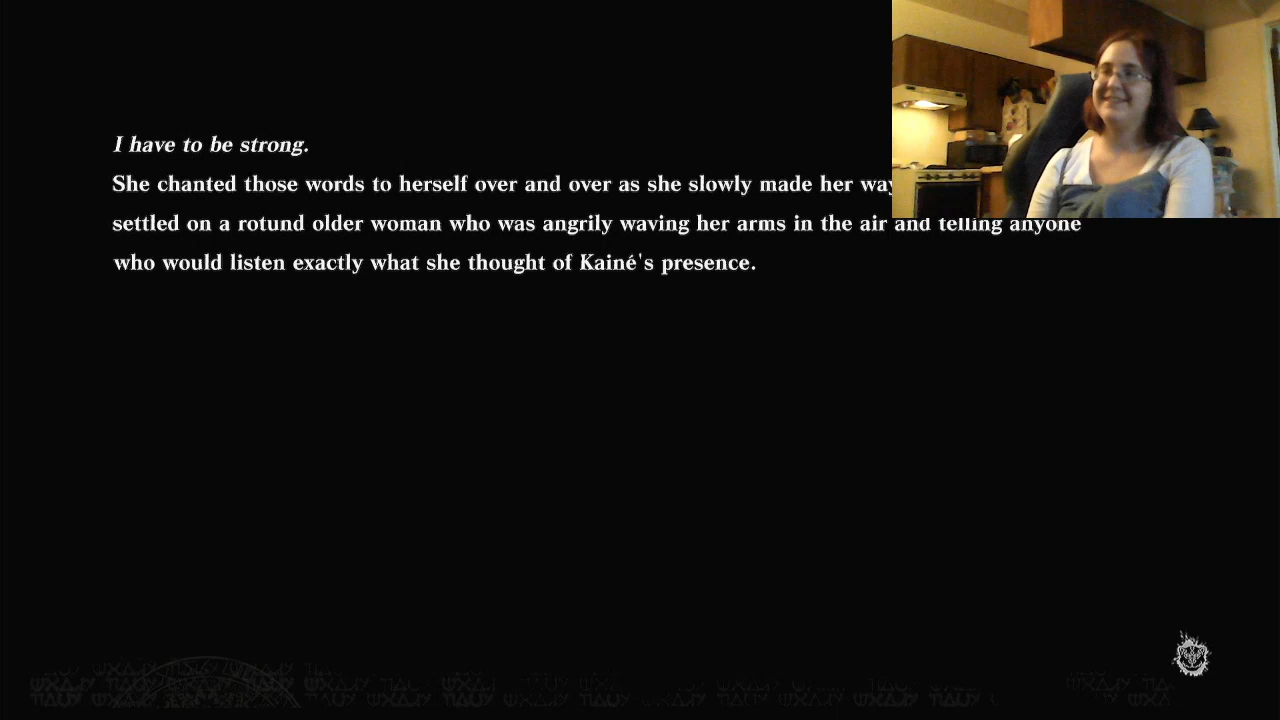 I have to be strong.
She chanted those words to herself over and over as she slowly made her way
settled on a rotund older woman who was angrily waving her arms in the air and telling anyone
who would listen exactly what she thought of Kainé's presence.